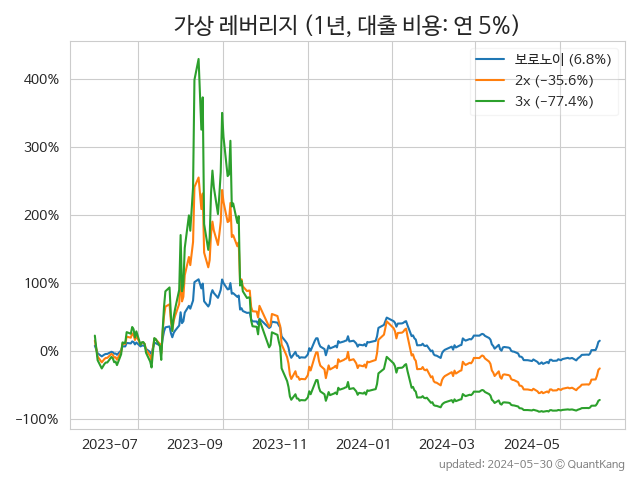 가상 레버리지 (1년, 대출 비용: 연 5%)
보로노이 (6.8%)
2x (−35.6%)
3x (−77.4%)
400%
300%
200%
100%
0%
−100%
2023-07 2023-09 2023-11 2024-01 2024-03 2024-05
updated: 2024-05-30 © QuantKang